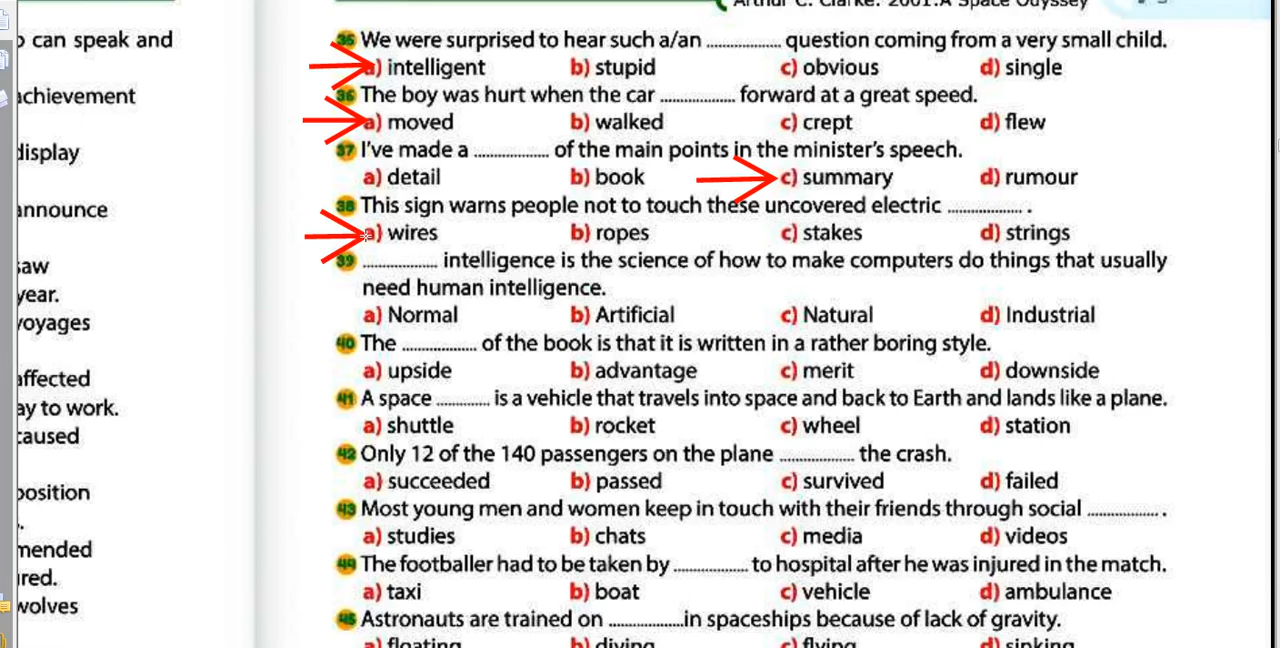 o can speak and
achievement
display
announce
saw
year.
voyages
affected
ay to work.
caused
position
mended
ured.
wolves
Arthur C. Clarke: 2001:A Space Odyssey
35 We were surprised to hear such a/an .................. question coming from a very small child.
a) intelligent b) stupid c) obvious d) single
36 The boy was hurt when the car .................. forward at a great speed.
a) moved b) walked c) crept d) flew
37 I've made a .................. of the main points in the minister's speech.
a) detail b) book c) summary d) rumour
38 This sign warns people not to touch these uncovered electric .................. .
a) wires b) ropes c) stakes d) strings
39 .................. intelligence is the science of how to make computers do things that usually
need human intelligence.
a) Normal b) Artificial c) Natural d) Industrial
40 The .................. of the book is that it is written in a rather boring style.
a) upside b) advantage c) merit d) downside
41 A space ............. is a vehicle that travels into space and back to Earth and lands like a plane.
a) shuttle b) rocket c) wheel d) station
42 Only 12 of the 140 passengers on the plane .................. the crash.
a) succeeded b) passed c) survived d) failed
43 Most young men and women keep in touch with their friends through social .................. .
a) studies b) chats c) media d) videos
44 The footballer had to be taken by .................. to hospital after he was injured in the match.
a) taxi b) boat c) vehicle d) ambulance
45 Astronauts are trained on ..................in spaceships because of lack of gravity.
a) floating b) diving c) flying d) sinking